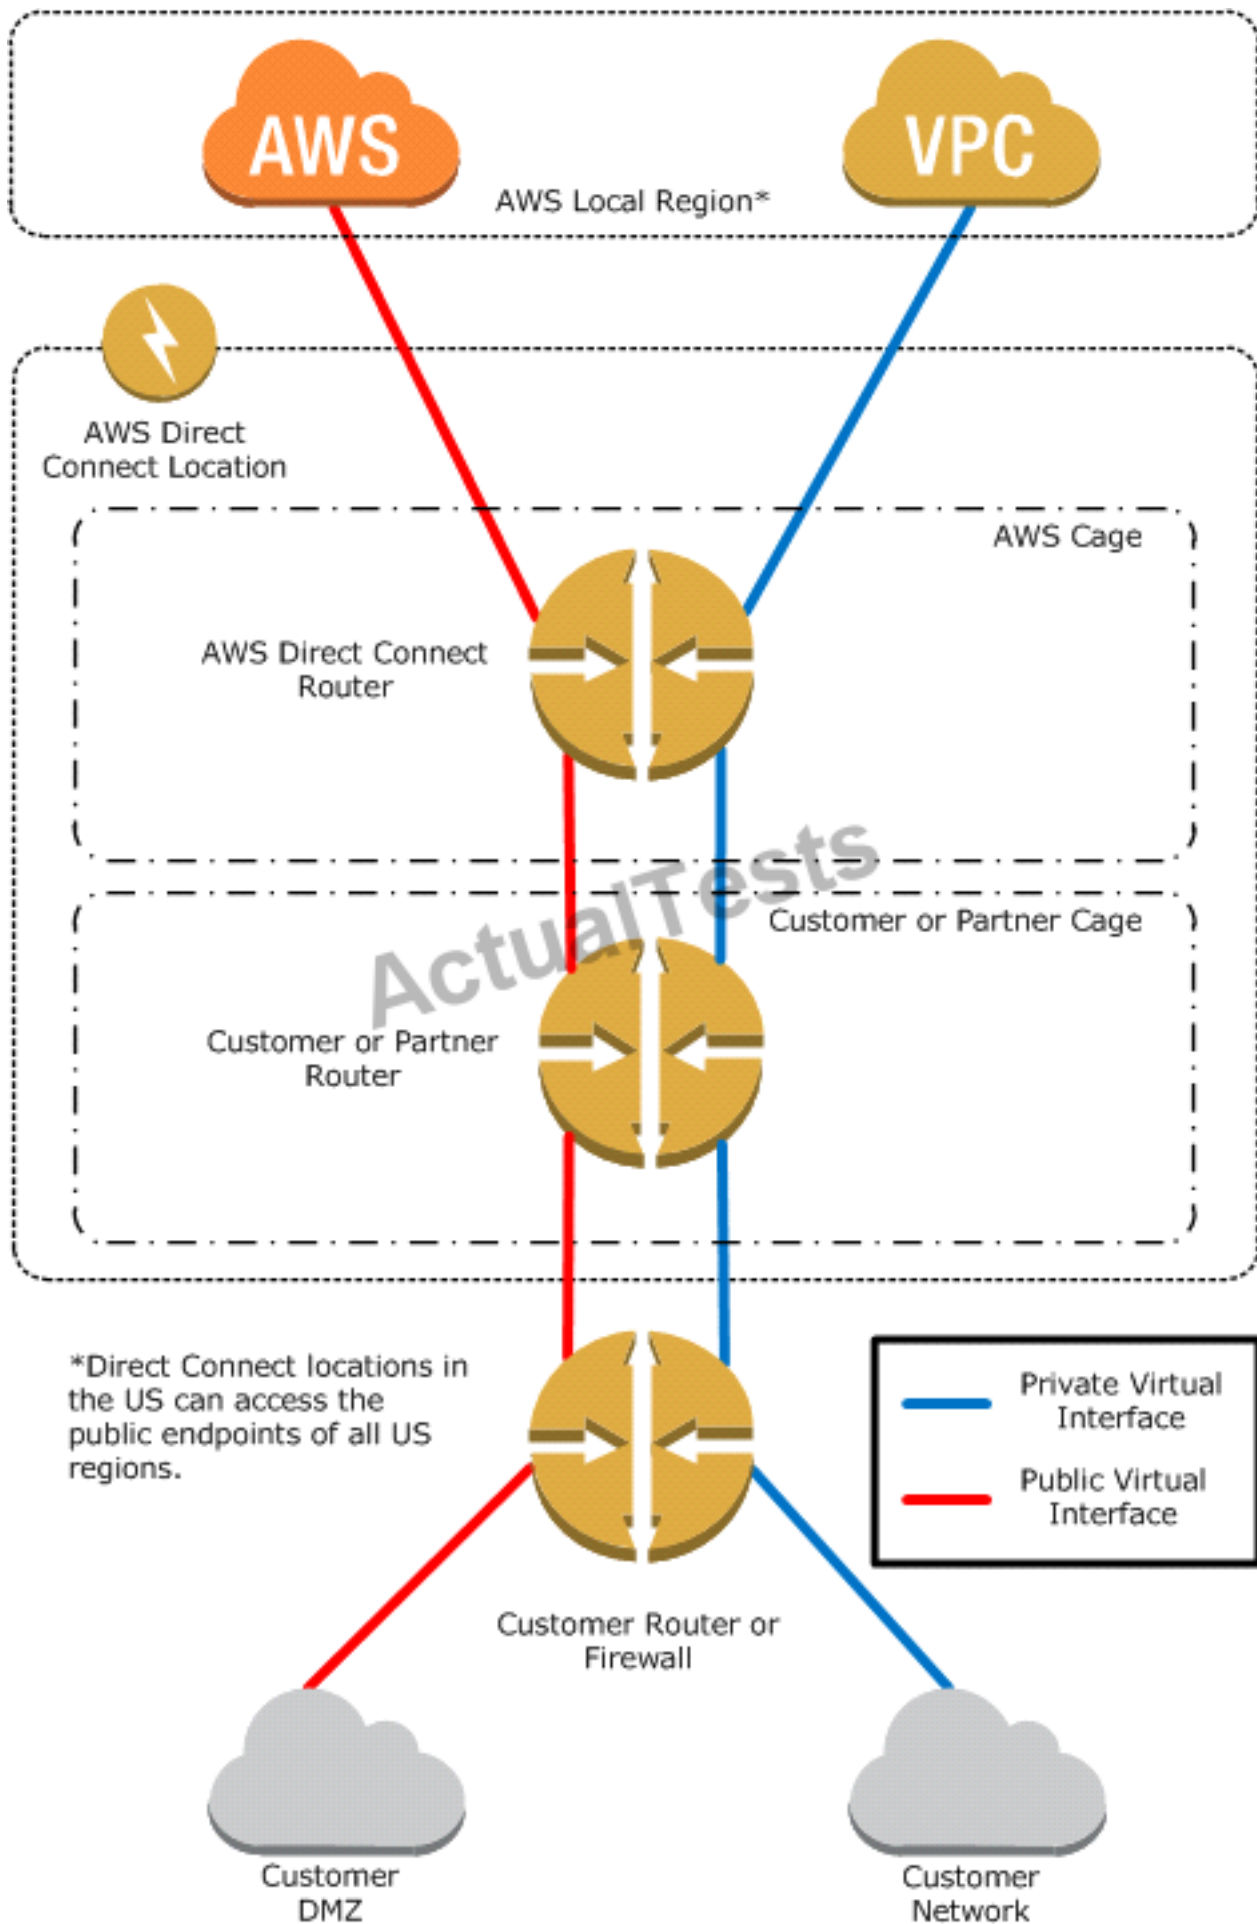 AWS
VPC
AWS Local Region*
AWS Direct
Connect Location
AWS Cage
AWS Direct Connect
Router
ActualTests
Customer or Partner Cage
Customer or Partner
Router
*Direct Connect locations in
the US can access the
public endpoints of all US
regions.
Private Virtual
Interface
Public Virtual
Interface
Customer Router or
Firewall
Customer
DMZ
Customer
Network